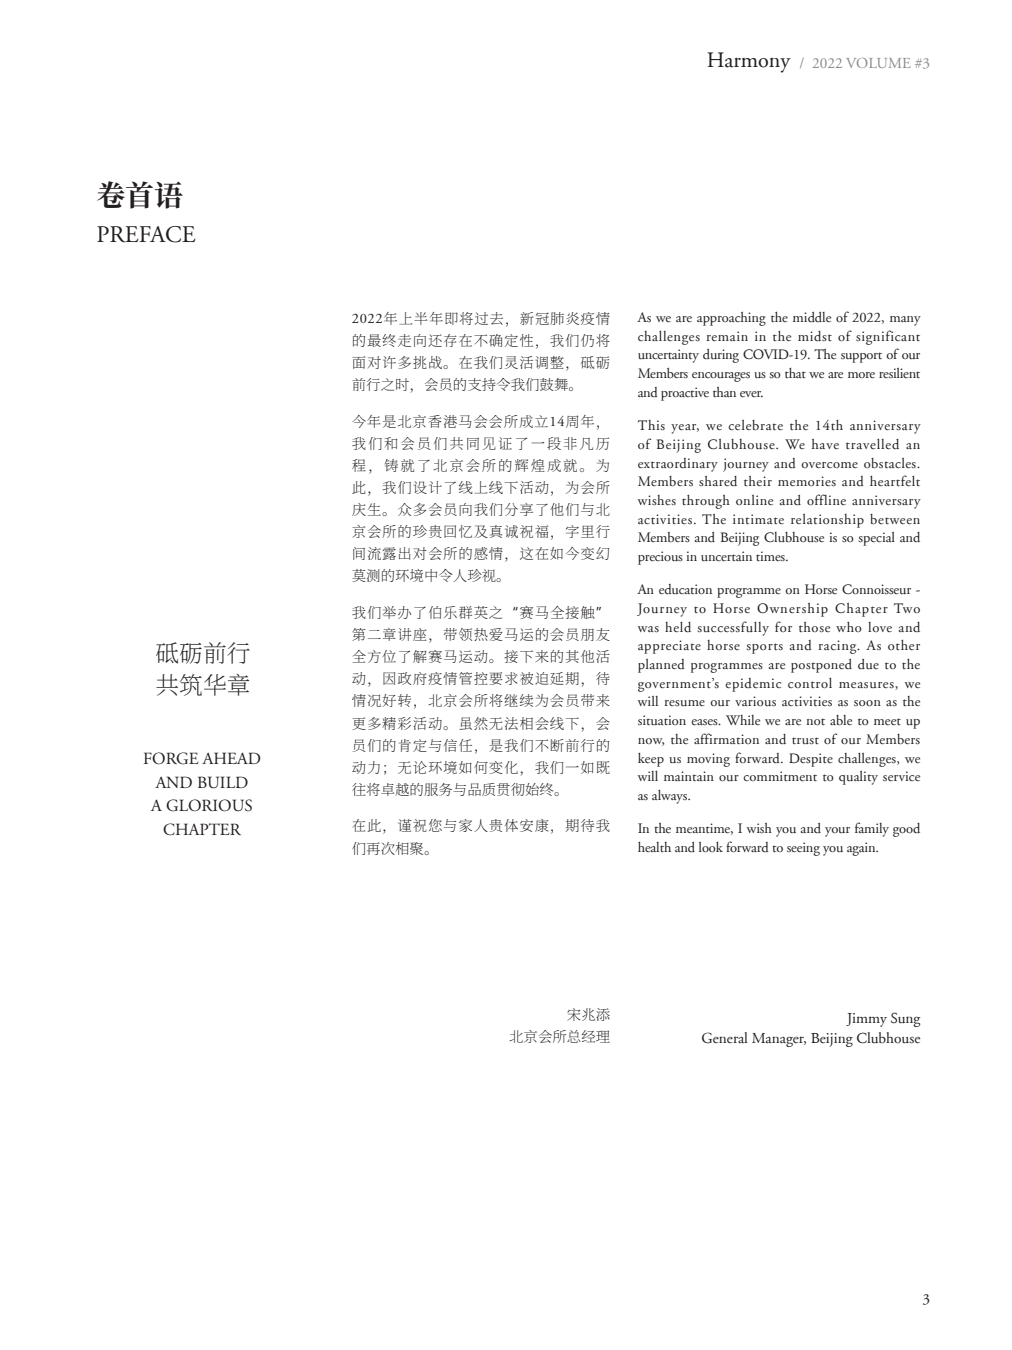 Harmony / 2022 VOLUME #3
卷首语
PREFACE
砥砺前行
共筑华章
FORGE AHEAD
AND BUILD
A GLORIOUS
CHAPTER
2022年上半年即将过去，新冠肺炎疫情
的最终走向还存在不确定性，我们仍将
面对许多挑战。在我们灵活调整，砥砺
前行之时，会员的支持令我们鼓舞。
今年是北京香港马会会所成立14周年，
我们和会员们共同见证了一段非凡历
程，铸就了北京会所的辉煌成就。为
此，我们设计了线上线下活动，为会所
庆生。众多会员向我们分享了他们与北
京会所的珍贵回忆及真诚祝福，字里行
间流露出对会所的感情，这在如今变幻
莫测的环境中令人珍视。
我们举办了伯乐群英之“赛马全接触”
第二章讲座，带领热爱马运的会员朋友
全方位了解赛马运动。接下来的其他活
动，因政府疫情管控要求被迫延期，待
情况好转，北京会所将继续为会员带来
更多精彩活动。虽然无法相会线下，会
员们的肯定与信任，是我们不断前行的
动力；无论环境如何变化，我们一如既
往将卓越的服务与品质贯彻始终。
在此，谨祝您与家人贵体安康，期待我
们再次相聚。
宋兆添
北京会所总经理
As we are approaching the middle of 2022, many
challenges remain in the midst of significant
uncertainty during COVID-19. The support of our
Members encourages us so that we are more resilient
and proactive than ever.
This year, we celebrate the 14th anniversary
of Beijing Clubhouse. We have travelled an
extraordinary journey and overcome obstacles.
Members shared their memories and heartfelt
wishes through online and offline anniversary
activities. The intimate relationship between
Members and Beijing Clubhouse is so special and
precious in uncertain times.
An education programme on Horse Connoisseur -
Journey to Horse Ownership Chapter Two
was held successfully for those who love and
appreciate horse sports and racing. As other
planned programmes are postponed due to the
government's epidemic control measures, we
will resume our various activities as soon as the
situation eases. While we are not able to meet up
now, the affirmation and trust of our Members
keep us moving forward. Despite challenges, we
will maintain our commitment to quality service
as always.
In the meantime, I wish you and your family good
health and look forward to seeing you again.
Jimmy Sung
General Manager, Beijing Clubhouse
3